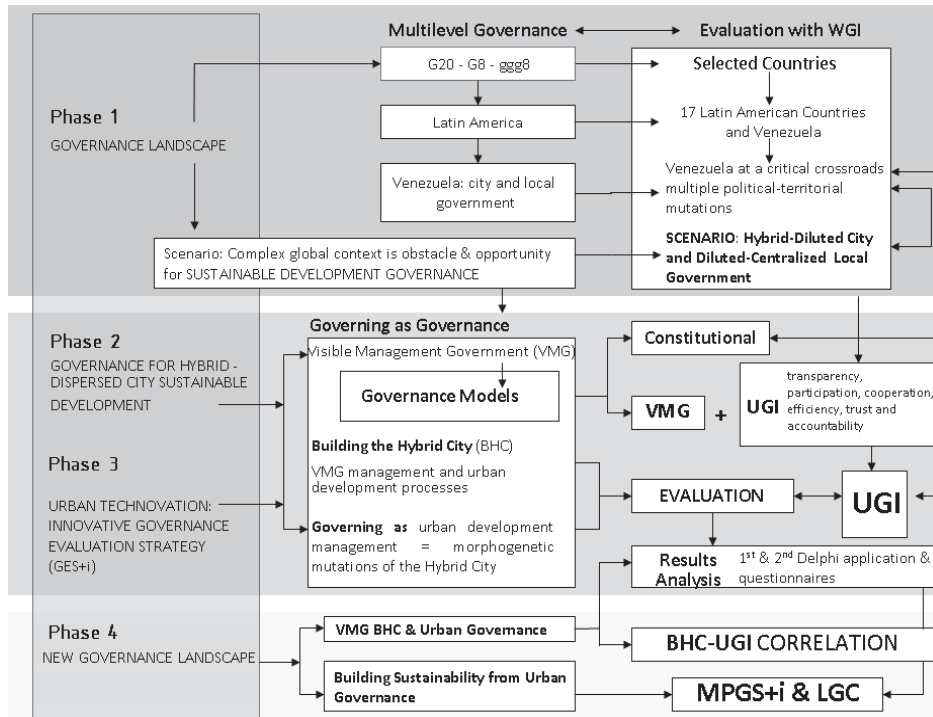 Multilevel Governance
Evaluation with WGI
Phase 1
GOVERNANCE LANDSCAPE
G20 - G8 - ggg8
Latin America
Venezuela: city and local
government
Scenario: Complex global context is obstacle & opportunity
for SUSTAINABLE DEVELOPMENT GOVERNANCE
Selected Countries
17 Latin American Countries
and Venezuela
Venezuela at a critical crossroads
multiple political-territorial
mutations
SCENARIO: Hybrid-Diluted City
and Diluted-Centralized Local
Government
Phase 2
GOVERNANCE FOR HYBRID -
DISPERSED CITY SUSTAINABLE
DEVELOPMENT
Phase 3
URBAN TECHNOVATION:
INNOVATIVE GOVERNANCE
EVALUATION STRATEGY
(GES+i)
Governing as Governance
Visible Management Government (VMG)
Governance Models
Building the Hybrid City (BHC)
VMG management and urban
development processes
Governing as urban development
management = morphogenetic
mutations of the Hybrid City
Constitutional
VMG +
UGI
transparency,
participation, cooperation,
efficiency, trust and
accountability
EVALUATION
UGI
Results
Analysis
1st & 2nd Delphi application &
questionnaires
Phase 4
NEW GOVERNANCE LANDSCAPE
VMG BHC & Urban Governance
Building Sustainability from Urban
Governance
BHC-UGI CORRELATION
MPGS+i & LGC